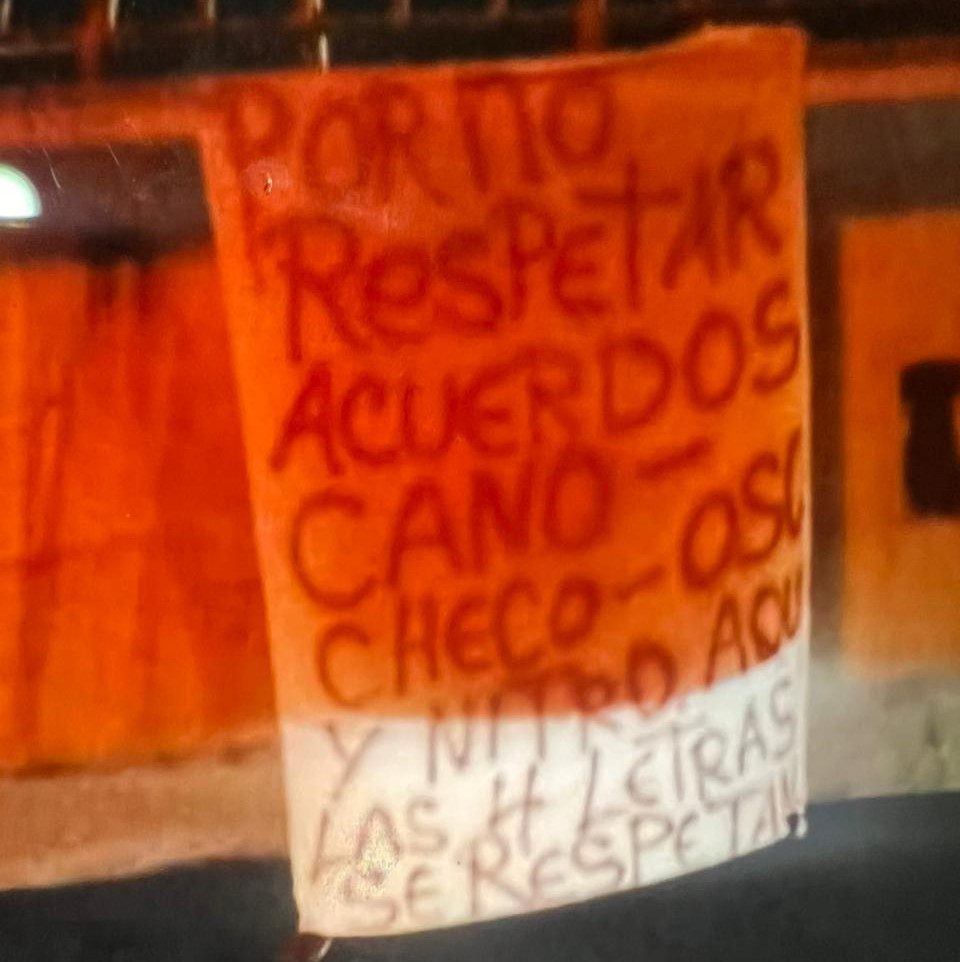 POR NO
RESPETAR
ACUERDOS
CANO-
CHECO-OSC
Y NITRO. AQU
LAS 4 LETRAS
SE RESPETAN